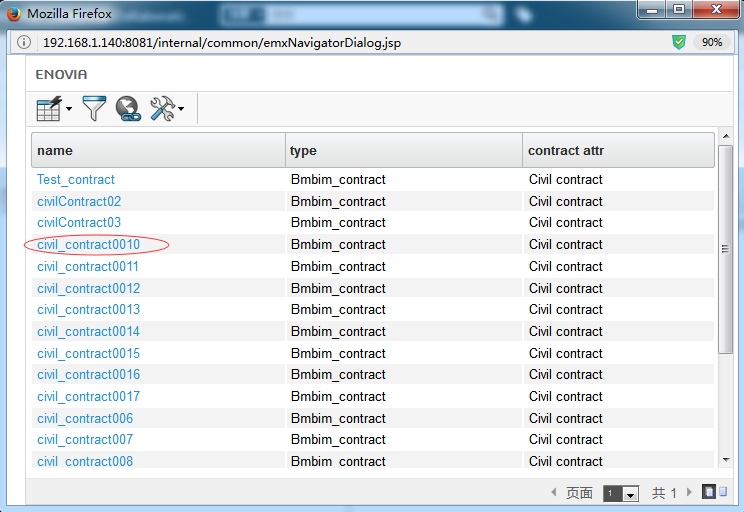 Mozilla Firefox
192.168.1.140:8081/internal/common/emxNavigatorDialog.jsp 90%
ENOVIA
name type contract attr
Test_contract Bmbim_contract Civil contract
civilContract02 Bmbim_contract Civil contract
civilContract03 Bmbim_contract Civil contract
civil_contract0010 Bmbim_contract Civil contract
civil_contract0011 Bmbim_contract Civil contract
civil_contract0012 Bmbim_contract Civil contract
civil_contract0013 Bmbim_contract Civil contract
civil_contract0014 Bmbim_contract Civil contract
civil_contract0015 Bmbim_contract Civil contract
civil_contract0016 Bmbim_contract Civil contract
civil_contract0017 Bmbim_contract Civil contract
civil_contract006 Bmbim_contract Civil contract
civil_contract007 Bmbim_contract Civil contract
civil_contract008 Bmbim_contract Civil contract
页面 1 共 1